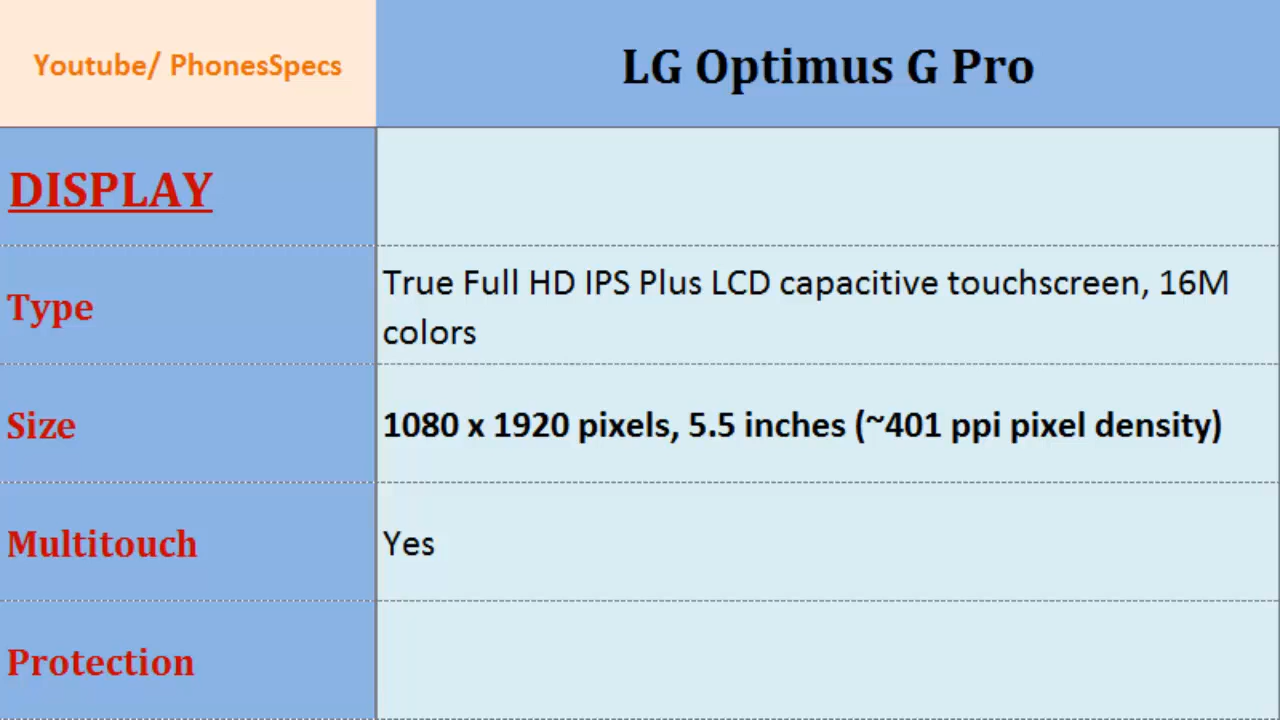 Youtube/ PhonesSpecs
LG Optimus G Pro
DISPLAY
Type
True Full HD IPS Plus LCD capacitive touchscreen, 16M
colors
Size
1080 x 1920 pixels, 5.5 inches (~401 ppi pixel density)
Multitouch
Yes
Protection